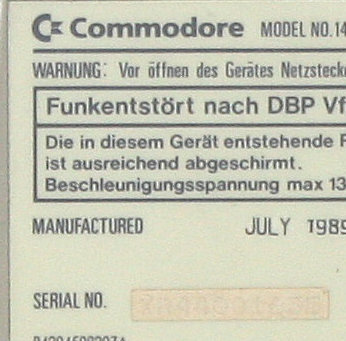 Commodore MODEL NO.14
WARNUNG: Vor öffnen des Gerätes Netzstecke
Funkentstört nach DBP Vf
Die in diesem Gerät entstehende
ist ausreichend abgeschirmt.
Beschleunigungsspannung max 13
MANUFACTURED JULY 1989
SERIAL NO.